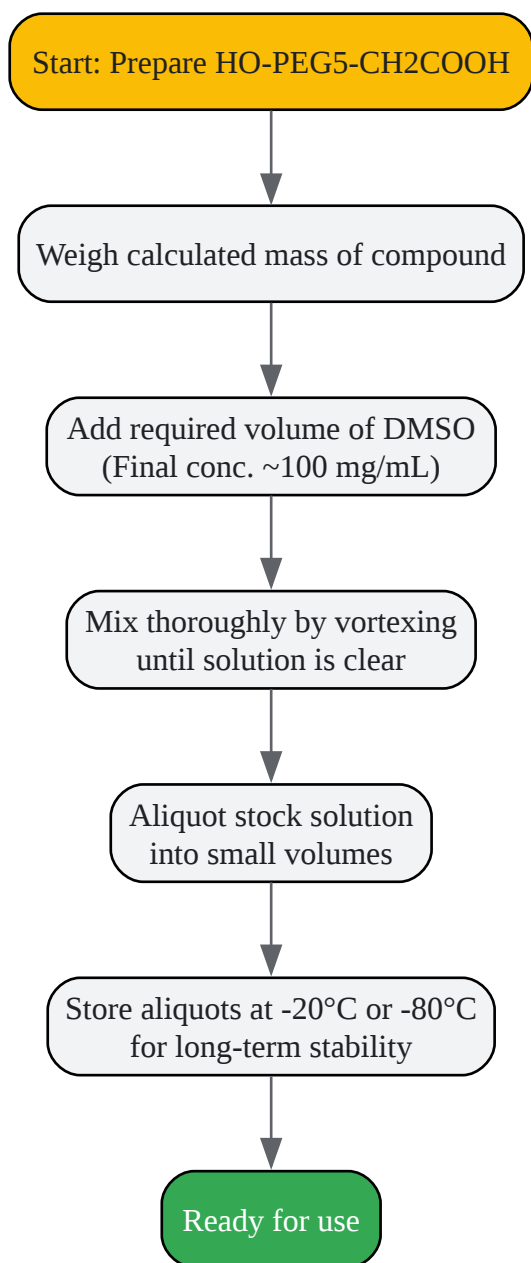 Start: Prepare HO-PEG5-CH2COOH
Weigh calculated mass of compound
Add required volume of DMSO
(Final conc. ~100 mg/mL)
Mix thoroughly by vortexing
until solution is clear
Aliquot stock solution
into small volumes
Store aliquots at -20°C or -80°C
for long-term stability
Ready for use